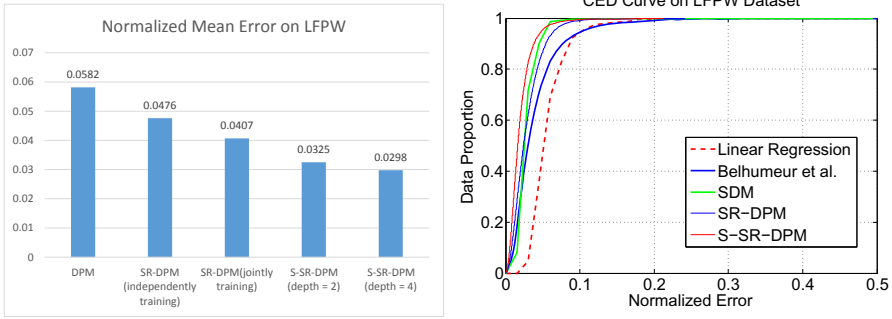 Normalized Mean Error on LFPW
0.07
0.06
0.05
0.04
0.03
0.02
0.01
0
0.0582
0.0476
0.0407
0.0325
0.0298
DPM
SR-DPM
(independently
training)
SR-DPM(jointly
training)
S-SR-DPM
(depth = 2)
S-SR-DPM
(depth = 4)
CED Curve on LFPW Dataset
1
0.8
0.6
0.4
0.2
0
Data Proportion
Linear Regression
Belhumeur et al.
SDM
SR-DPM
S-SR-DPM
0
0.1
0.2
0.3
0.4
0.5
Normalized Error